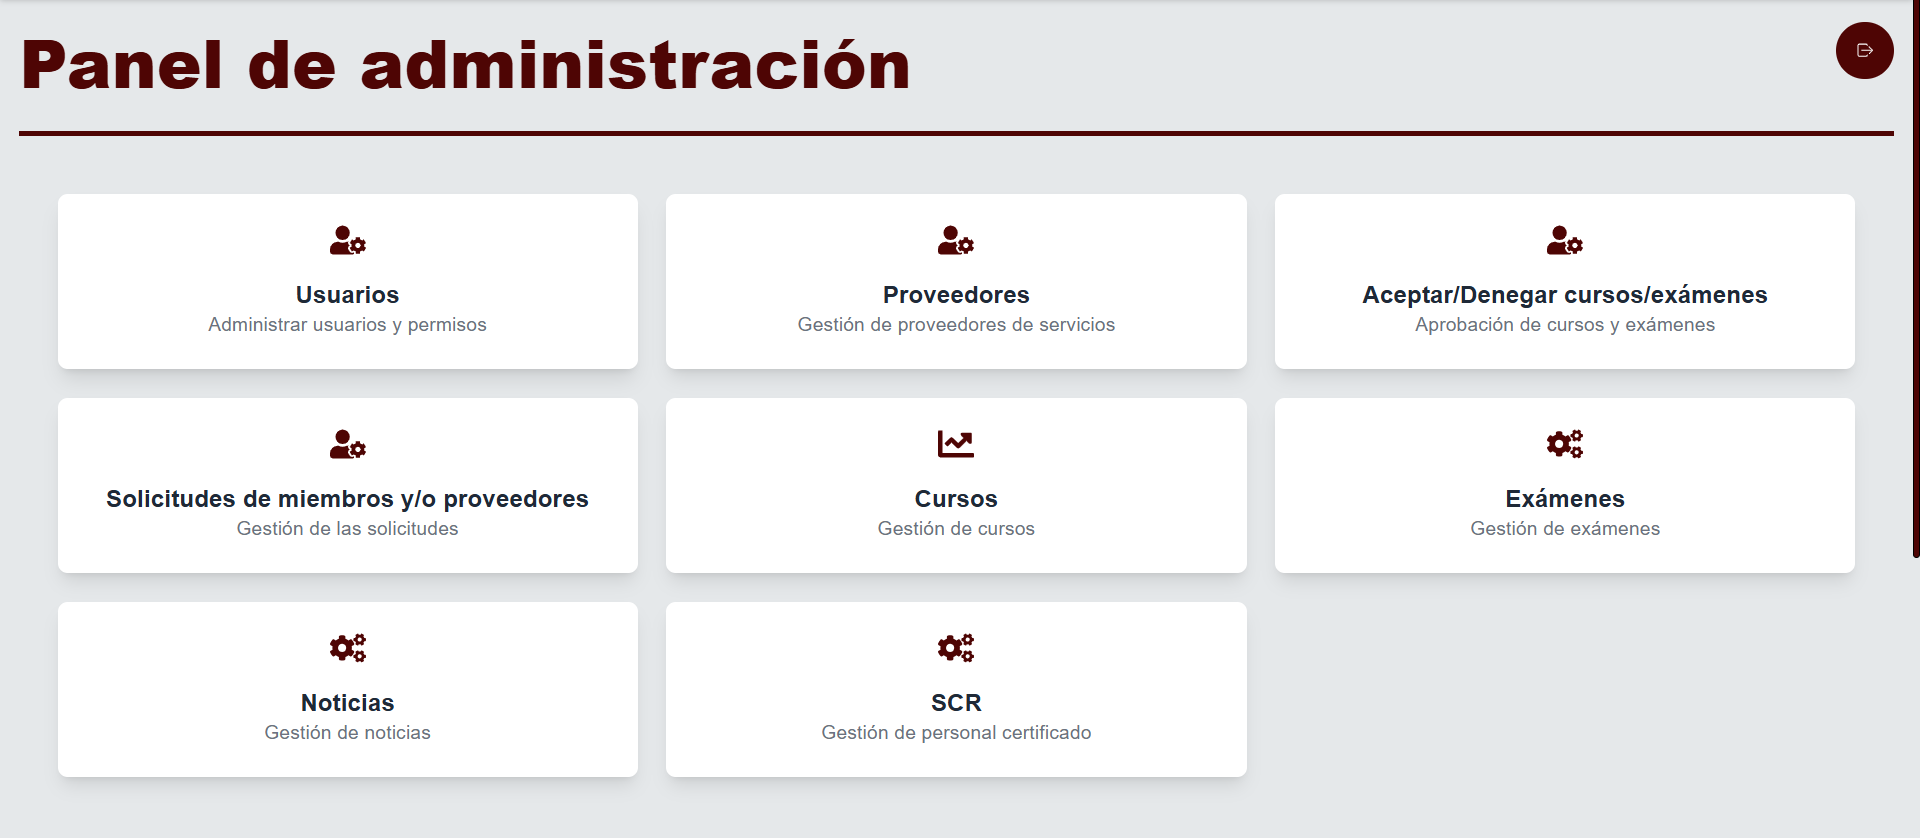 Panel de administración
Usuarios
Administrar usuarios y permisos
Proveedores
Gestión de proveedores de servicios
Aceptar/Denegar cursos/exámenes
Aprobación de cursos y exámenes
Solicitudes de miembros y/o proveedores
Gestión de las solicitudes
Cursos
Gestión de cursos
Exámenes
Gestión de exámenes
Noticias
Gestión de noticias
SCR
Gestión de personal certificado